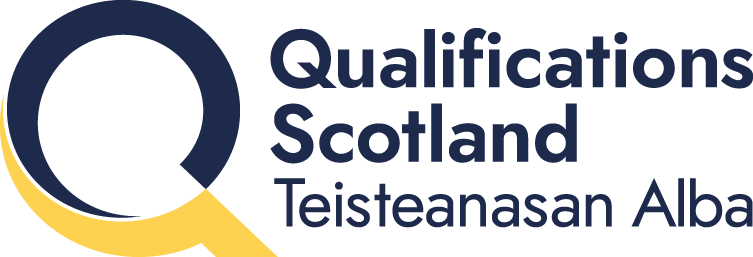 Qualifications
Scotland
Teisteanasan Alba